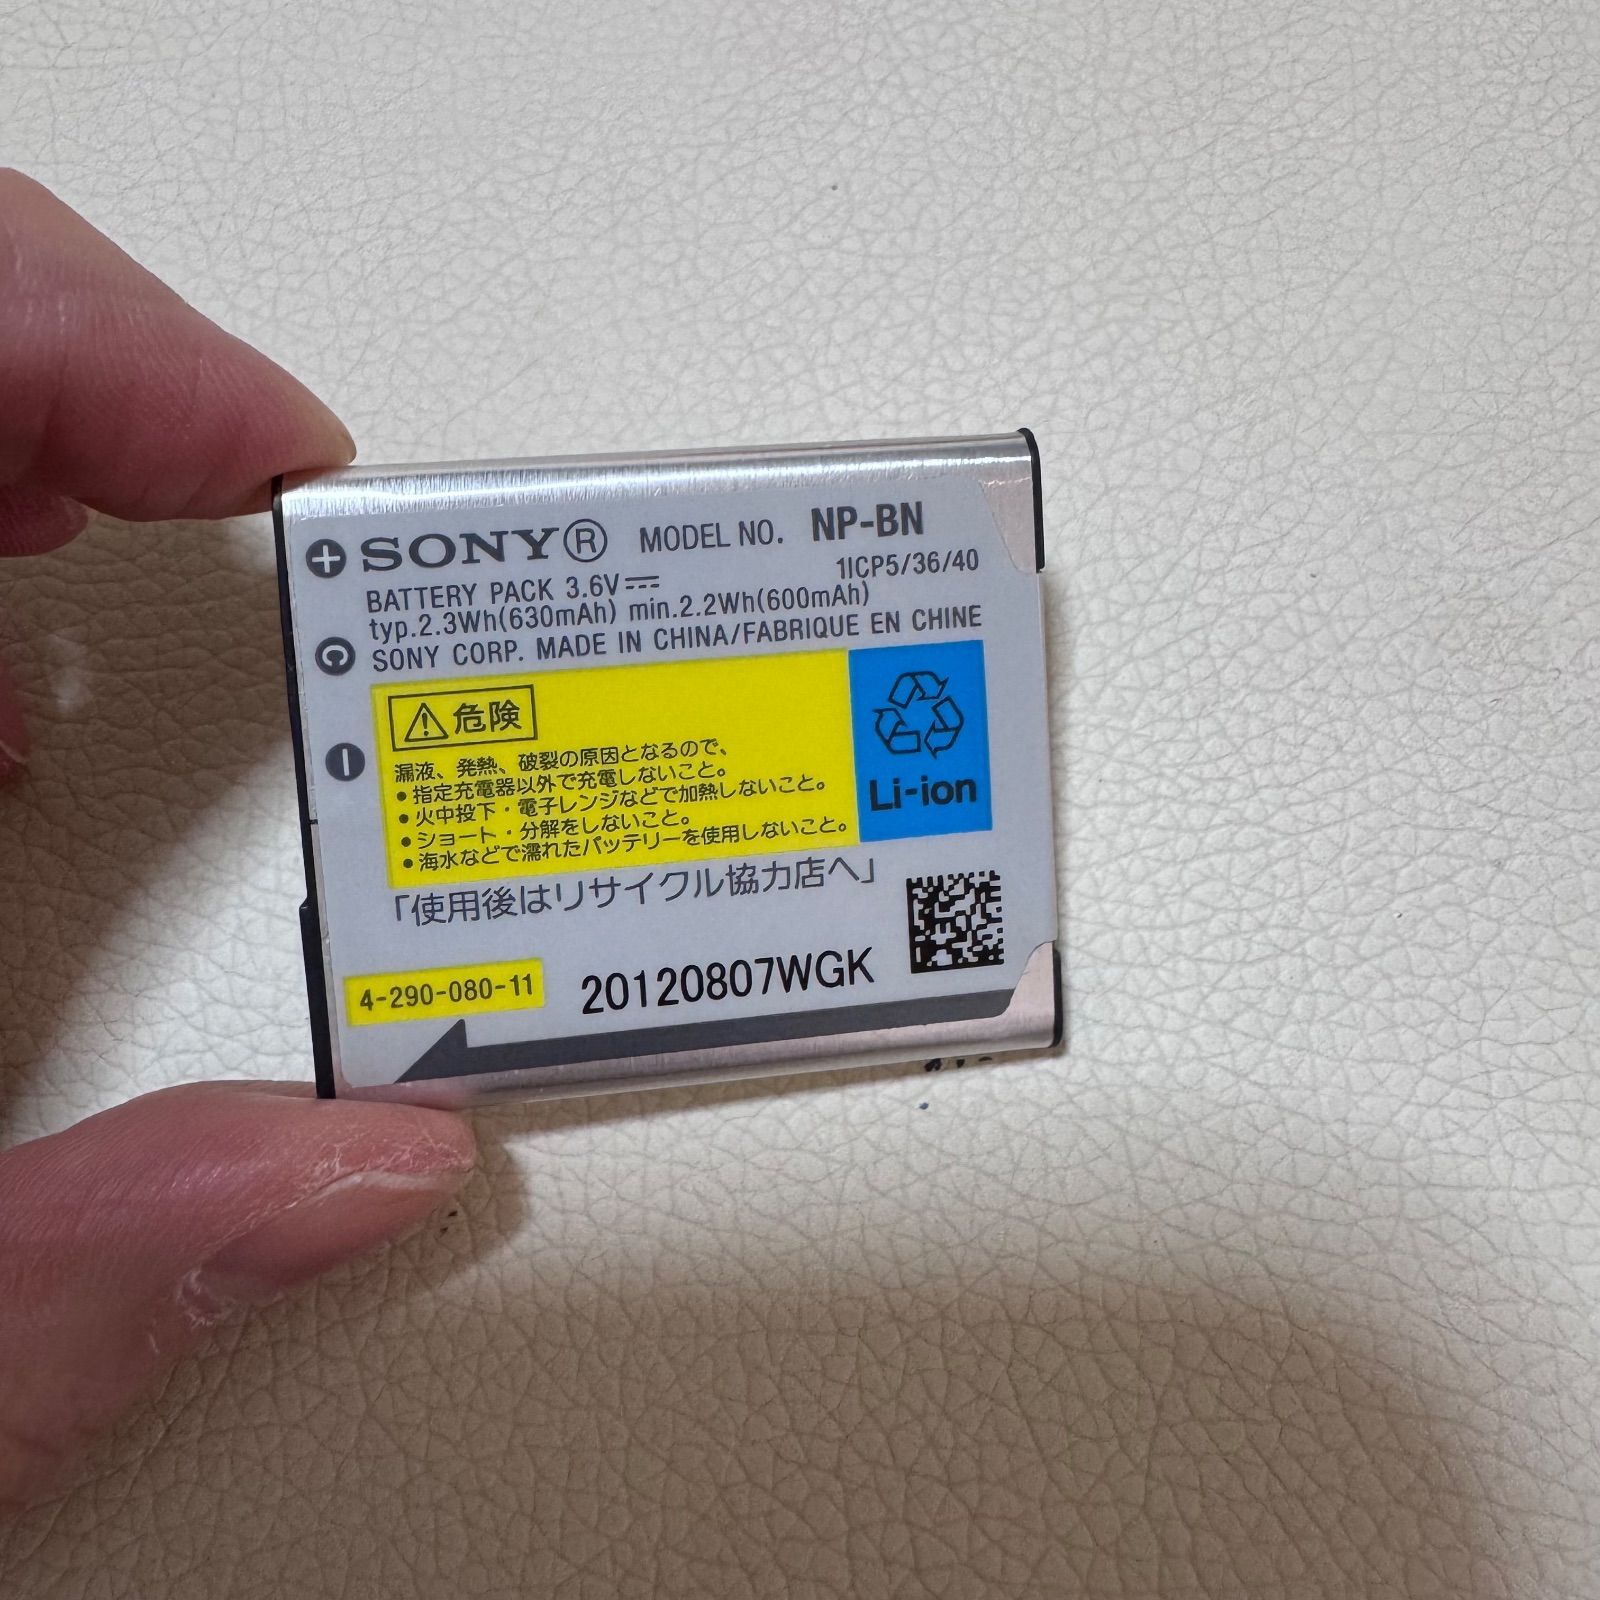 SONY® MODEL NO. NP-BN
BATTERY PACK 3.6V 1ICP5/36/40
typ.2.3Wh(630mAh) min.2.2Wh(600mAh)
SONY CORP. MADE IN CHINA/FABRIQUE EN CHINE
⚠危険
漏液、発熱、破裂の原因となるので、
•指定充電器以外で充電しないこと。
•火中投下・電子レンジなどで加熱しないこと。
•ショート・分解をしないこと。
•海水などで濡れたバッテリーを使用しないこと。
Li-ion
「使用後はリサイクル協力店へ」
4-290-080-11 20120807WGK